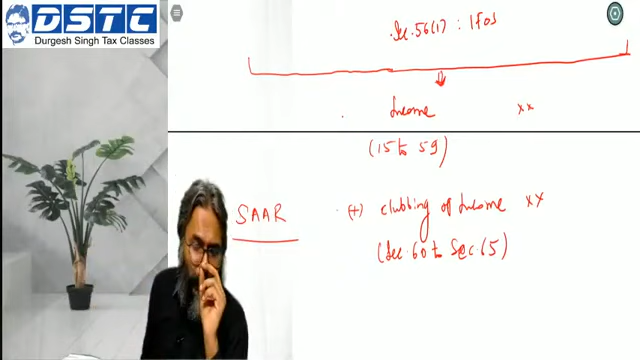 DSTC
Durgesh Singh Tax Classes
Sec. 56(1) : IFOS
Income xx
(15 to 59)
SAAR
(+) clubbing of Income xx
(Sec. 60 to Sec. 65)